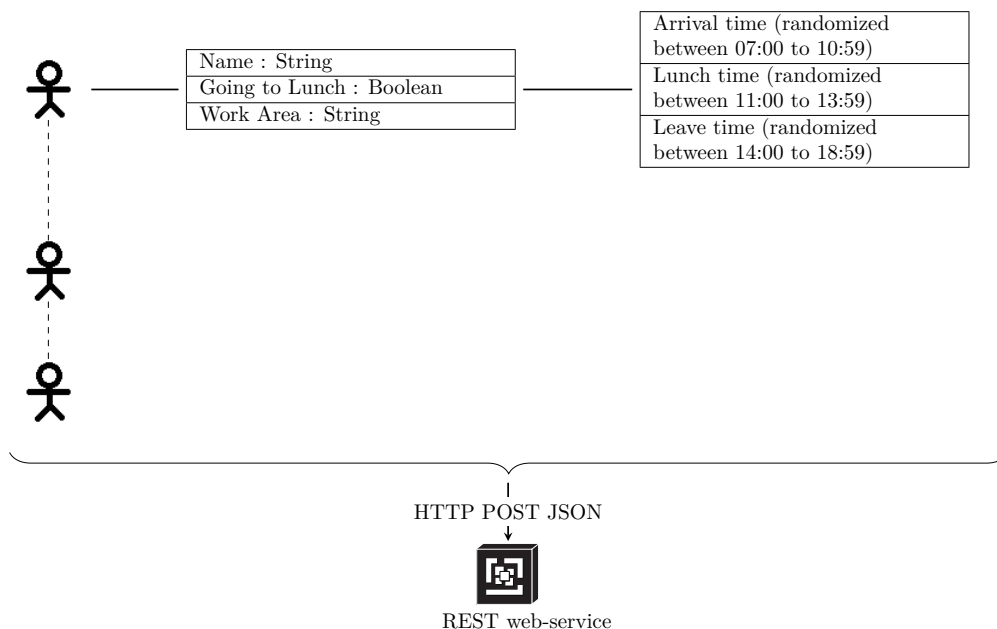 Name : String
Going to Lunch : Boolean
Work Area : String
Arrival time (randomized
between 07:00 to 10:59)
Lunch time (randomized
between 11:00 to 13:59)
Leave time (randomized
between 14:00 to 18:59)
HTTP POST JSON
REST web-service